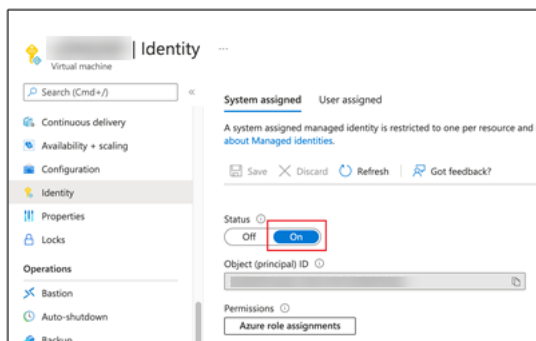 | Identity
...
Virtual machine
Search (Cmd+/)
«
Continuous delivery
Availability + scaling
Configuration
Identity
Properties
Locks
Operations
Bastion
Auto-shutdown
Backup
System assigned User assigned
A system assigned managed identity is restricted to one per resource and
about Managed identities.
Save Discard Refresh Got feedback?
Status
Off On
Object (principal) ID
Permissions
Azure role assignments